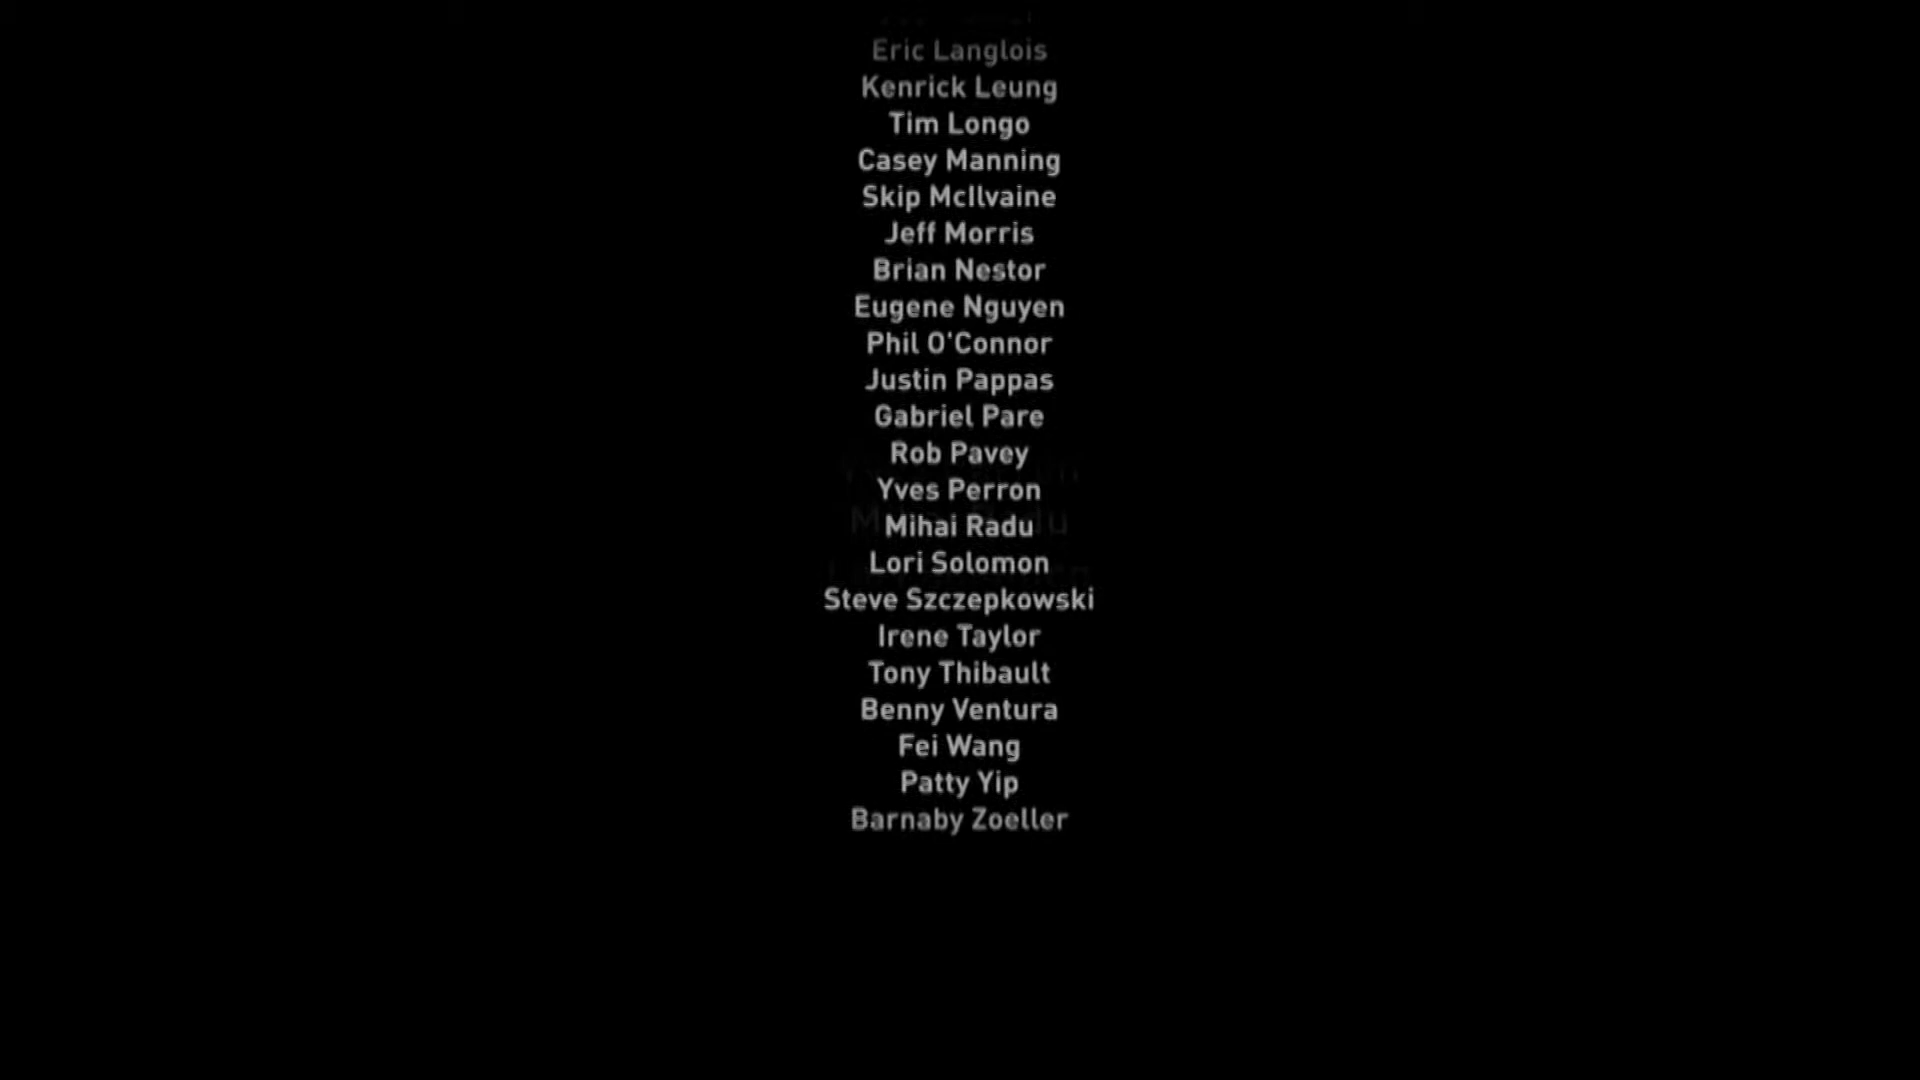 Eric Langlois
Kenrick Leung
Tim Longo
Casey Manning
Skip McIlvaine
Jeff Morris
Brian Nestor
Eugene Nguyen
Phil O'Connor
Justin Pappas
Gabriel Pare
Rob Pavey
Yves Perron
Mihai Radu
Lori Solomon
Steve Szczepkowski
Irene Taylor
Tony Thibault
Benny Ventura
Fei Wang
Patty Yip
Barnaby Zoeller